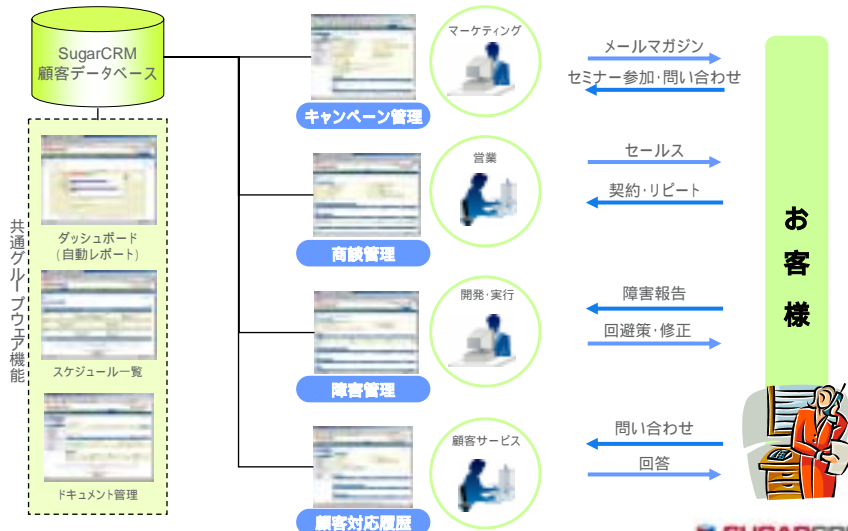 SugarCRM
顧客データベース
共通グループウェア機能
ダッシュボード
(自動レポート)
スケジュール一覧
ドキュメント管理
マーケティング
キャンペーン管理
メールマガジン
セミナー参加・問い合わせ
営業
商談管理
セールス
契約・リピート
開発・実行
障害管理
障害報告
回避策・修正
顧客サービス
顧客対応履歴
問い合わせ
回答
お客様